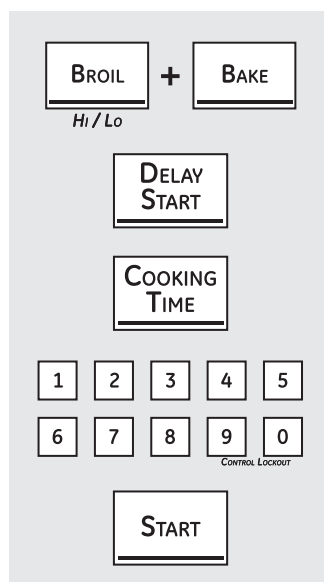 BROIL + BAKE
HI / LO
DELAY
START
COOKING
TIME
1 2 3 4 5
6 7 8 9 0
CONTROL LOCKOUT
START